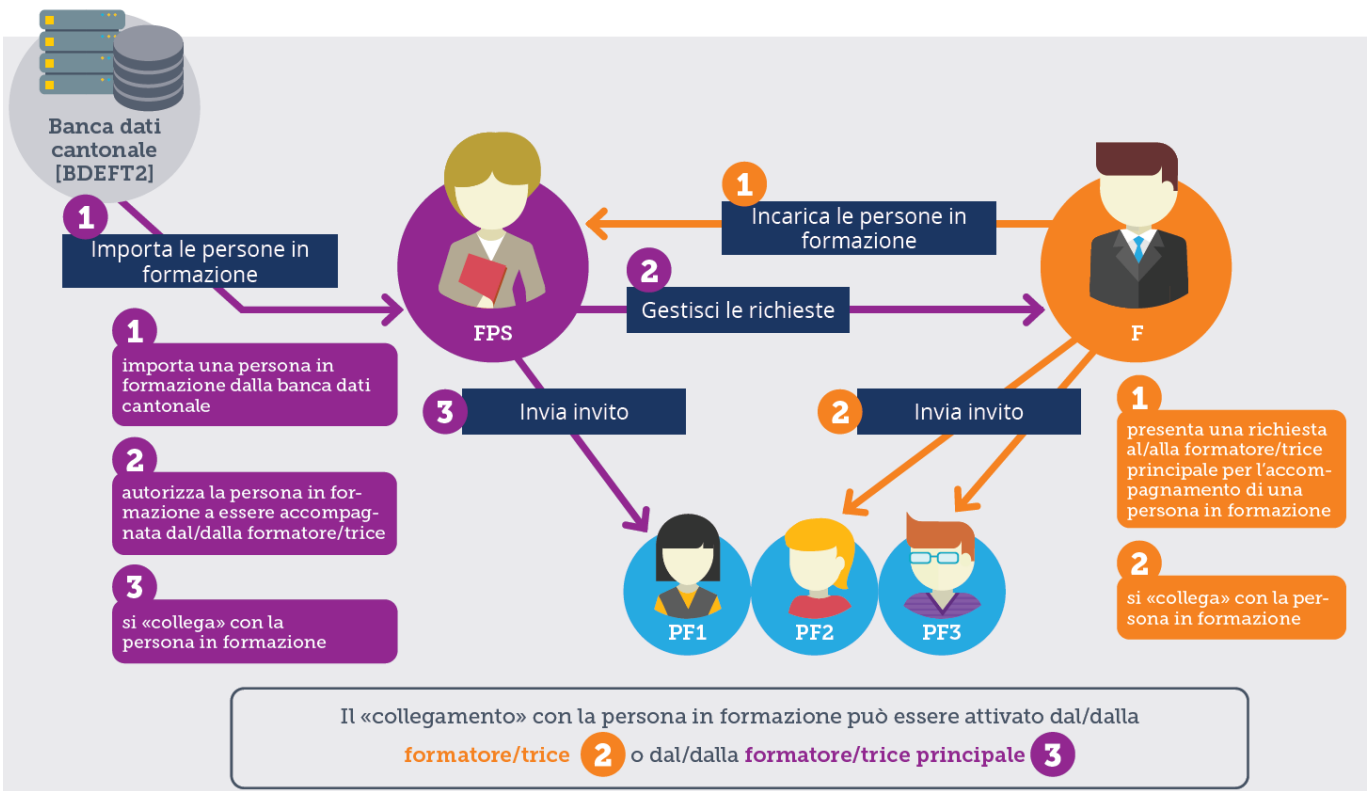 Banca dati
cantonale
[BDEFT2]
1
Importa le persone in
formazione
FPS
1
Incarica le persone in
formazione
2
Gestisci le richieste
F
1
importa una persona in
formazione dalla banca dati
cantonale
2
autorizza la persona in for-
mazione a essere accompag-
nata dal/dalla formatore/trice
3
si «collega» con la
persona in formazione
3
Invia invito
2
Invia invito
1
presenta una richiesta
al/alla formatore/trice
principale per l'accom-
pagnamento di una
persona in formazione
2
si «collega» con la per-
sona in formazione
PF1
PF2
PF3
Il «collegamento» con la persona in formazione può essere attivato dal/dalla
formatore/trice 2 o dal/dalla formatore/trice principale 3